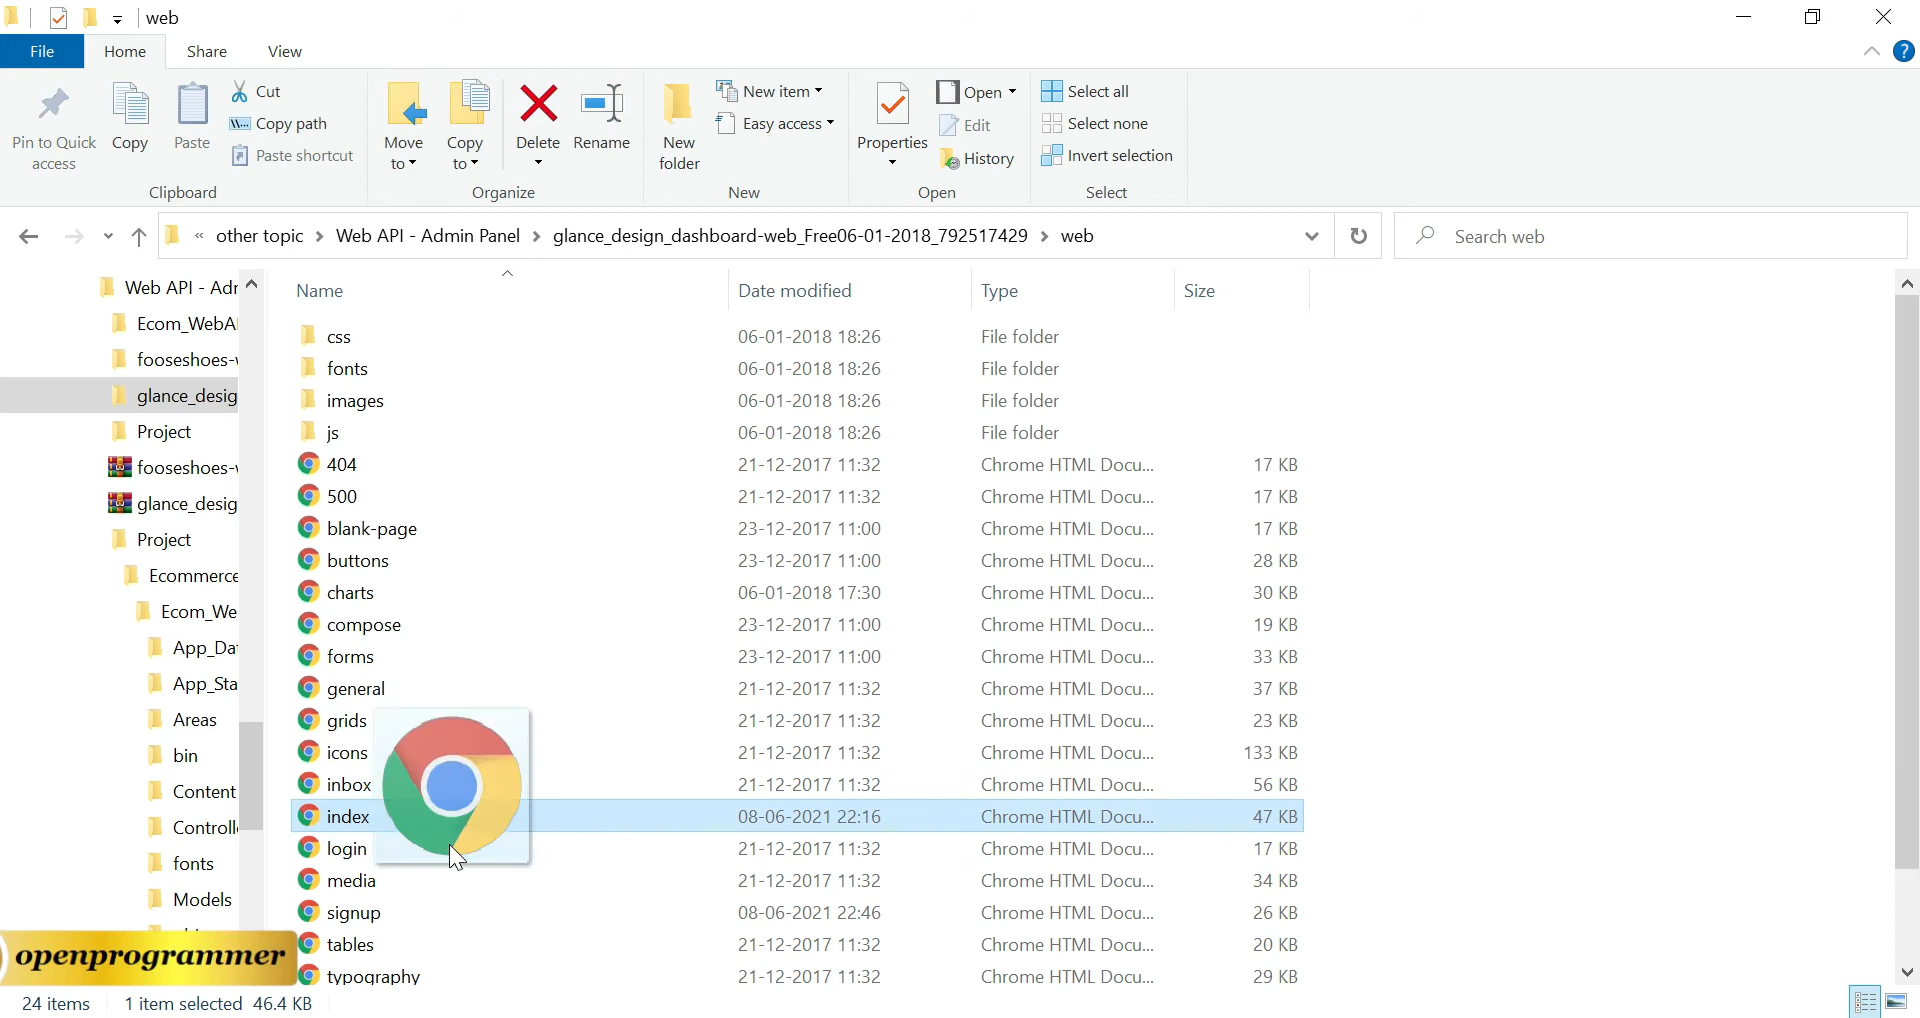 web
File
Home
Share
View
Pin to Quick
access
Copy
Paste
Cut
Copy path
Paste shortcut
Clipboard
Move
to
Copy
to
Delete
Rename
Organize
New
folder
New item
Easy access
New
Properties
Open
Edit
History
Open
Select all
Select none
Invert selection
Select
« other topic > Web API - Admin Panel > glance_design_dashboard-web_Free06-01-2018_792517429 > web
Search web
Web API - Adr
Ecom_WebA
fooseshoes-
glance_desig
Project
fooseshoes-
glance_desig
Project
Ecommerce
Ecom_We
App_Da
App_Sta
Areas
bin
Content
Controll
fonts
Models
Name Date modified Type Size
css 06-01-2018 18:26 File folder
fonts 06-01-2018 18:26 File folder
images 06-01-2018 18:26 File folder
js 06-01-2018 18:26 File folder
404 21-12-2017 11:32 Chrome HTML Docu... 17 KB
500 21-12-2017 11:32 Chrome HTML Docu... 17 KB
blank-page 23-12-2017 11:00 Chrome HTML Docu... 17 KB
buttons 23-12-2017 11:00 Chrome HTML Docu... 28 KB
charts 06-01-2018 17:30 Chrome HTML Docu... 30 KB
compose 23-12-2017 11:00 Chrome HTML Docu... 19 KB
forms 23-12-2017 11:00 Chrome HTML Docu... 33 KB
general 21-12-2017 11:32 Chrome HTML Docu... 37 KB
grids 21-12-2017 11:32 Chrome HTML Docu... 23 KB
icons 21-12-2017 11:32 Chrome HTML Docu... 133 KB
inbox 21-12-2017 11:32 Chrome HTML Docu... 56 KB
index 08-06-2021 22:16 Chrome HTML Docu... 47 KB
login 21-12-2017 11:32 Chrome HTML Docu... 17 KB
media 21-12-2017 11:32 Chrome HTML Docu... 34 KB
signup 08-06-2021 22:46 Chrome HTML Docu... 26 KB
tables 21-12-2017 11:32 Chrome HTML Docu... 20 KB
typography 21-12-2017 11:32 Chrome HTML Docu... 29 KB
openprogrammer
24 items 1 item selected 46.4 KB